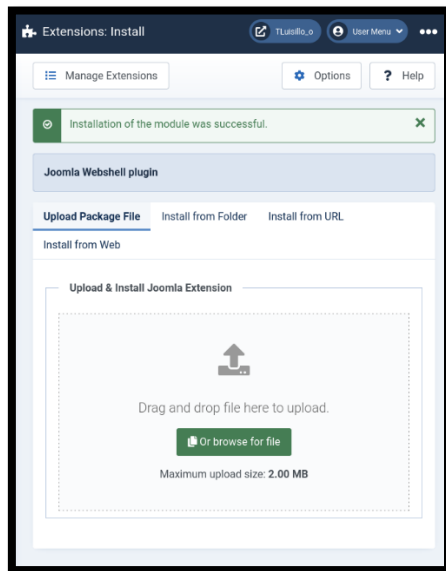 Extensions: Install
TLuisillo_o
User Menu
Manage Extensions
Options
? Help
Installation of the module was successful.
Joomla Webshell plugin
Upload Package File
Install from Folder
Install from URL
Install from Web
Upload & Install Joomla Extension
Drag and drop file here to upload.
Or browse for file
Maximum upload size: 2.00 MB